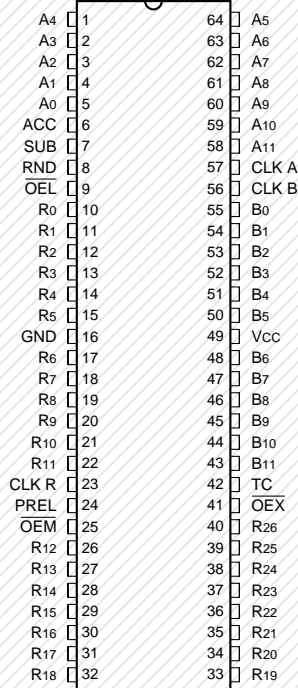 A4 1 64 A5
A3 2 63 A6
A2 3 62 A7
A1 4 61 A8
A0 5 60 A9
ACC 6 59 A10
SUB 7 58 A11
RND 8 57 CLK A
OEL 9 56 CLK B
R0 10 55 B0
R1 11 54 B1
R2 12 53 B2
R3 13 52 B3
R4 14 51 B4
R5 15 50 B5
GND 16 49 VCC
R6 17 48 B6
R7 18 47 B7
R8 19 46 B8
R9 20 45 B9
R10 21 44 B10
R11 22 43 B11
CLK R 23 42 TC
PREL 24 41 OEX
OEM 25 40 R26
R12 26 39 R25
R13 27 38 R24
R14 28 37 R23
R15 29 36 R22
R16 30 35 R21
R17 31 34 R20
R18 32 33 R19